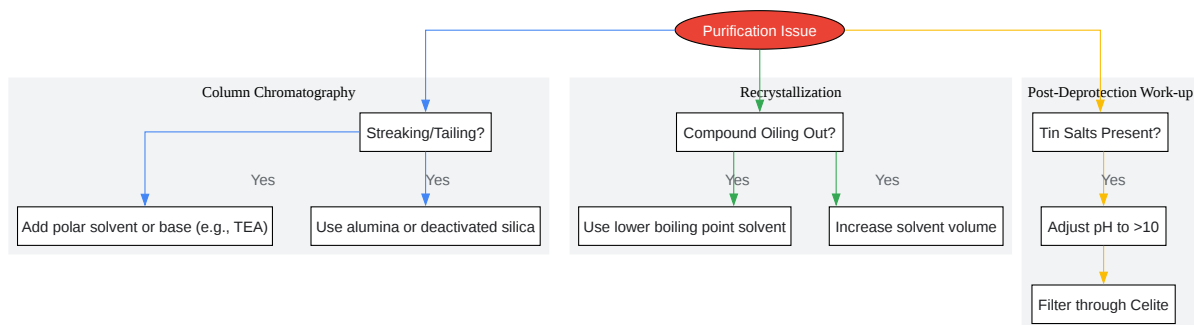 Purification Issue
Column Chromatography
Recrystallization
Post-Deprotection Work-up
Streaking/Tailing?
Compound Oiling Out?
Tin Salts Present?
Yes
Yes
Yes
Yes
Yes
Add polar solvent or base (e.g., TEA)
Use alumina or deactivated silica
Use lower boiling point solvent
Increase solvent volume
Adjust pH to >10
Filter through Celite